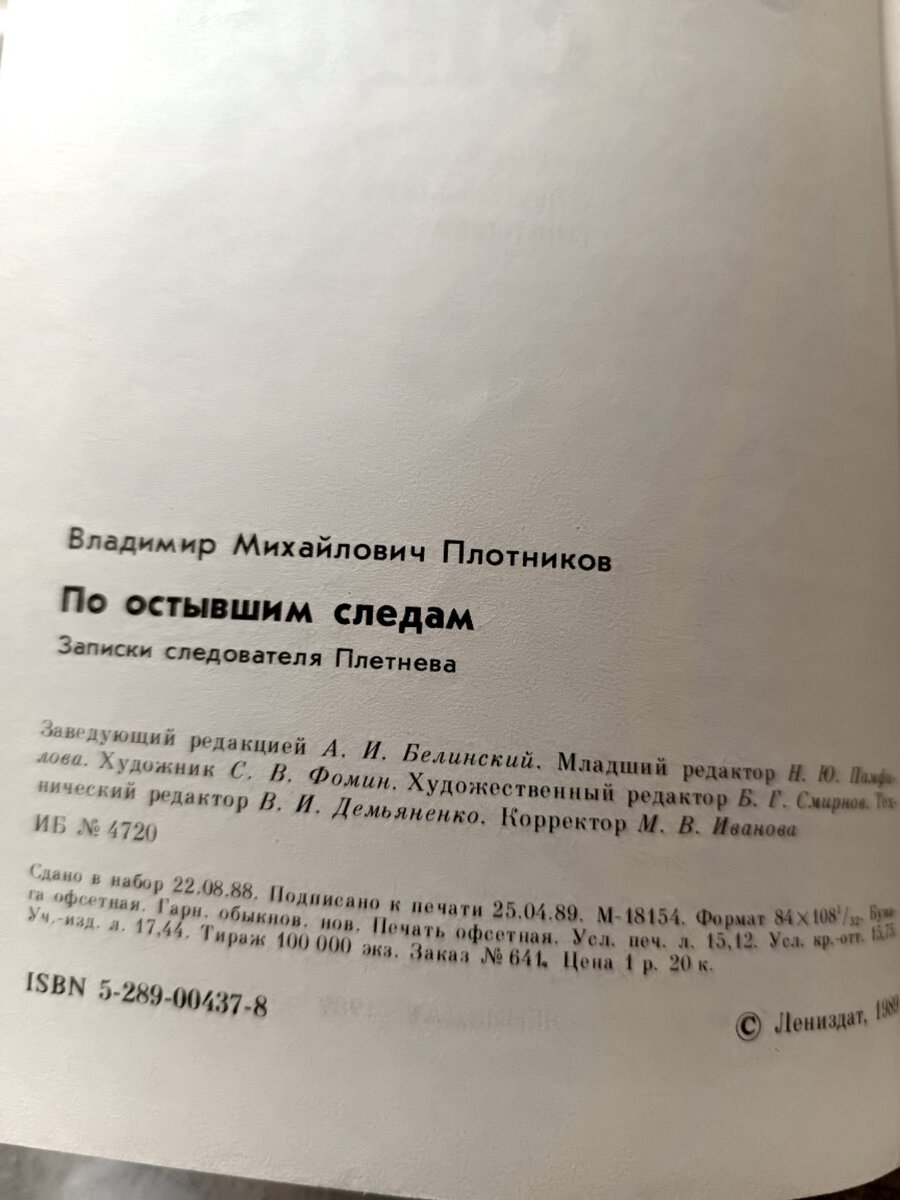 Владимир Михайлович Плотников
По остывшим следам
Записки следователя Плетнева
Заведующий редакцией А. И. Белинский. Младший редактор Н. Ю. Памфи-
лова. Художник С. В. Фомин. Художественный редактор Б. Г. Смирнов. Тех-
нический редактор В. И. Демьяненко. Корректор М. В. Иванова
ИБ № 4720
Сдано в набор 22.08.88. Подписано к печати 25.04.89. М-18154. Формат 84×108¹/₃₂. Бума-
га офсетная. Гарн. обыкнов. нов. Печать офсетная. Усл. печ. л. 15,12. Усл. кр.-отт. 15,75.
Уч.-изд. л. 17,44. Тираж 100 000 экз. Заказ № 641. Цена 1 р. 20 к.
ISBN 5-289-00437-8
© Лениздат, 1989